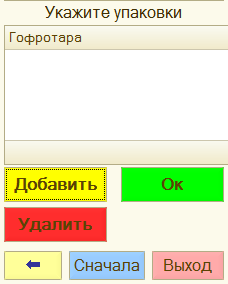 Укажите упаковки
Гофротара
Добавить Ок
Удалить
Сначала Выход